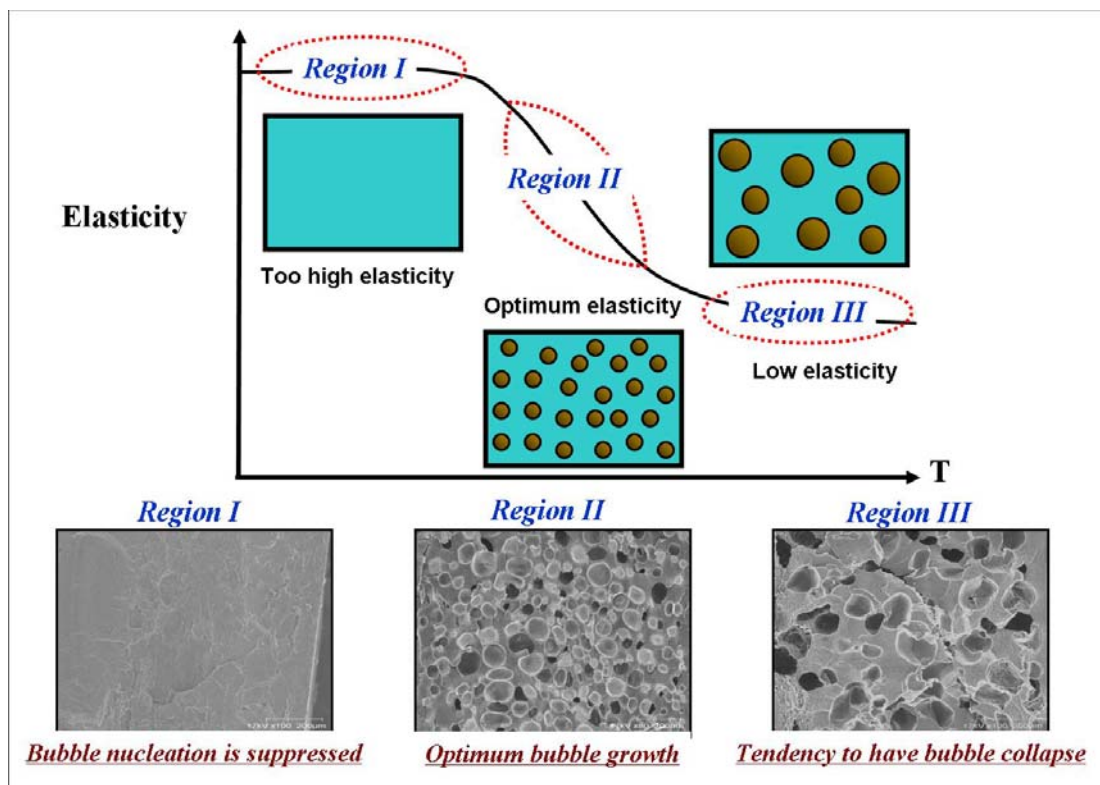 Region I
Region II
Elasticity
Too high elasticity
Optimum elasticity
Region III
Low elasticity
T
Region I
Region II
Region III
Bubble nucleation is suppressed
Optimum bubble growth
Tendency to have bubble collapse